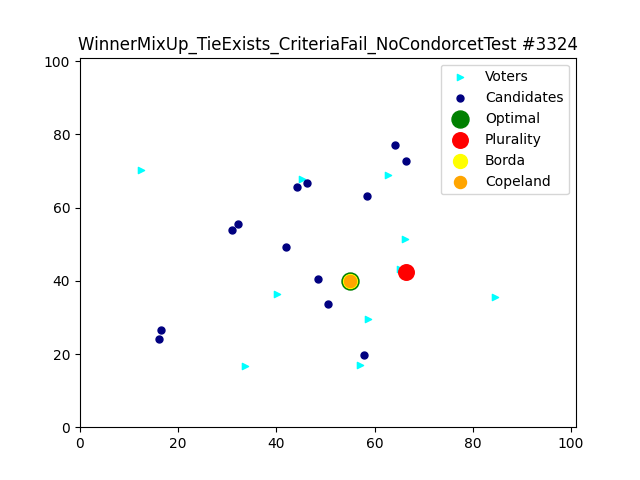 WinnerMixUp_TieExists_CriteriaFail_NoCondorcetTest #3324
100
80
60
40
20
0
0 20 40 60 80 100
Voters
Candidates
Optimal
Plurality
Borda
Copeland